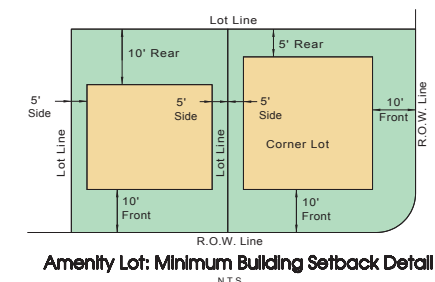 Lot Line
10' Rear
5' Rear
5'
Side
5'
Side
5'
Side
10'
Front
Corner Lot
Lot Line
Lot Line
R.O.W. Line
10'
Front
10'
Front
R.O.W. Line
Amenity Lot: Minimum Building Setback Detail
N.T.S.